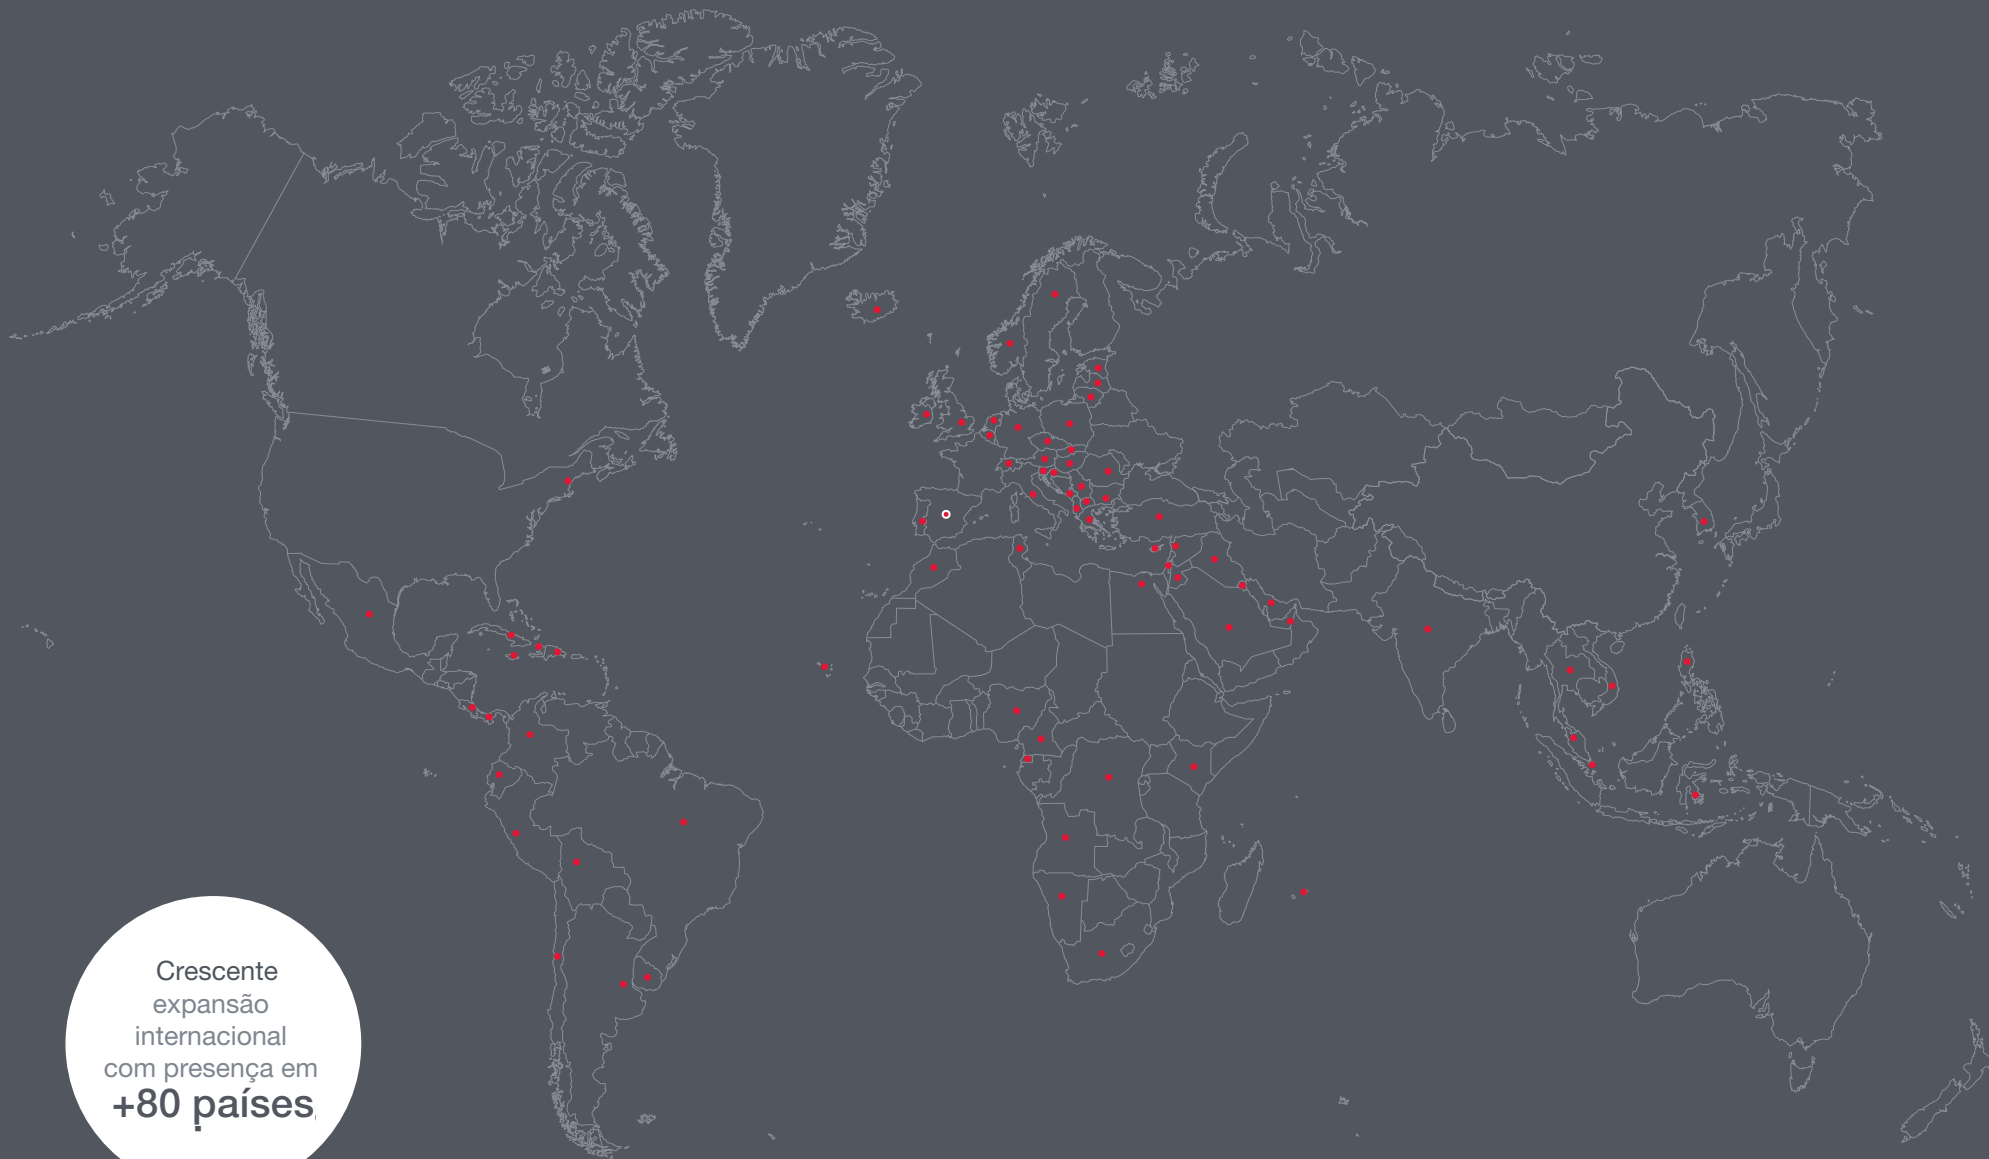 Crescente
expansão
internacional
com presença em
+80 países